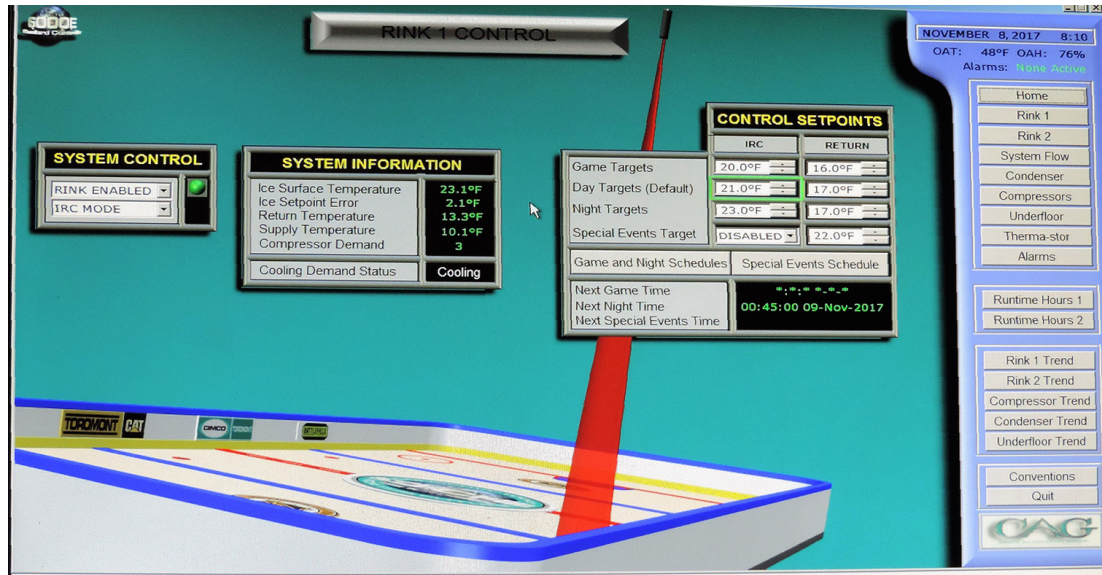 RINK 1 CONTROL
NOVEMBER 8, 2017 8:10
OAT: 48°F OAH: 76%
Alarms: None Active
Home
Rink 1
Rink 2
System Flow
Condenser
Compressors
Underfloor
Therma-stor
Alarms
Runtime Hours 1
Runtime Hours 2
Rink 1 Trend
Rink 2 Trend
Compressor Trend
Condenser Trend
Underfloor Trend
Conventions
Quit
CAG
SYSTEM CONTROL
RINK ENABLED
IRC MODE
SYSTEM INFORMATION
Ice Surface Temperature 23.1°F
Ice Setpoint Error 2.1°F
Return Temperature 13.3°F
Supply Temperature 10.1°F
Compressor Demand 3
Cooling Demand Status Cooling
CONTROL SETPOINTS
IRC RETURN
Game Targets 20.0°F 16.0°F
Day Targets (Default) 21.0°F 17.0°F
Night Targets 23.0°F 17.0°F
Special Events Target DISABLED 22.0°F
Game and Night Schedules Special Events Schedule
Next Game Time *:*:* *-*-*
Next Night Time 00:45:00 09-Nov-2017
Next Special Events Time
TOROMONT CAT
CIMCO